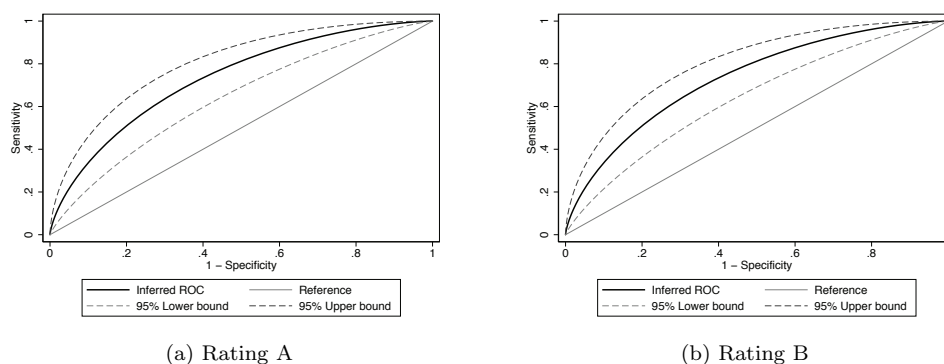 1
.8
.6
.4
.2
0
Sensitivity
0 .2 .4 .6 .8 1
1 − Specificity
Inferred ROC Reference
95% Lower bound 95% Upper bound
(a) Rating A
1
.8
.6
.4
.2
0
Sensitivity
0 .2 .4 .6 .8
1 − Specificity
Inferred ROC Reference
95% Lower bound 95% Upper bound
(b) Rating B